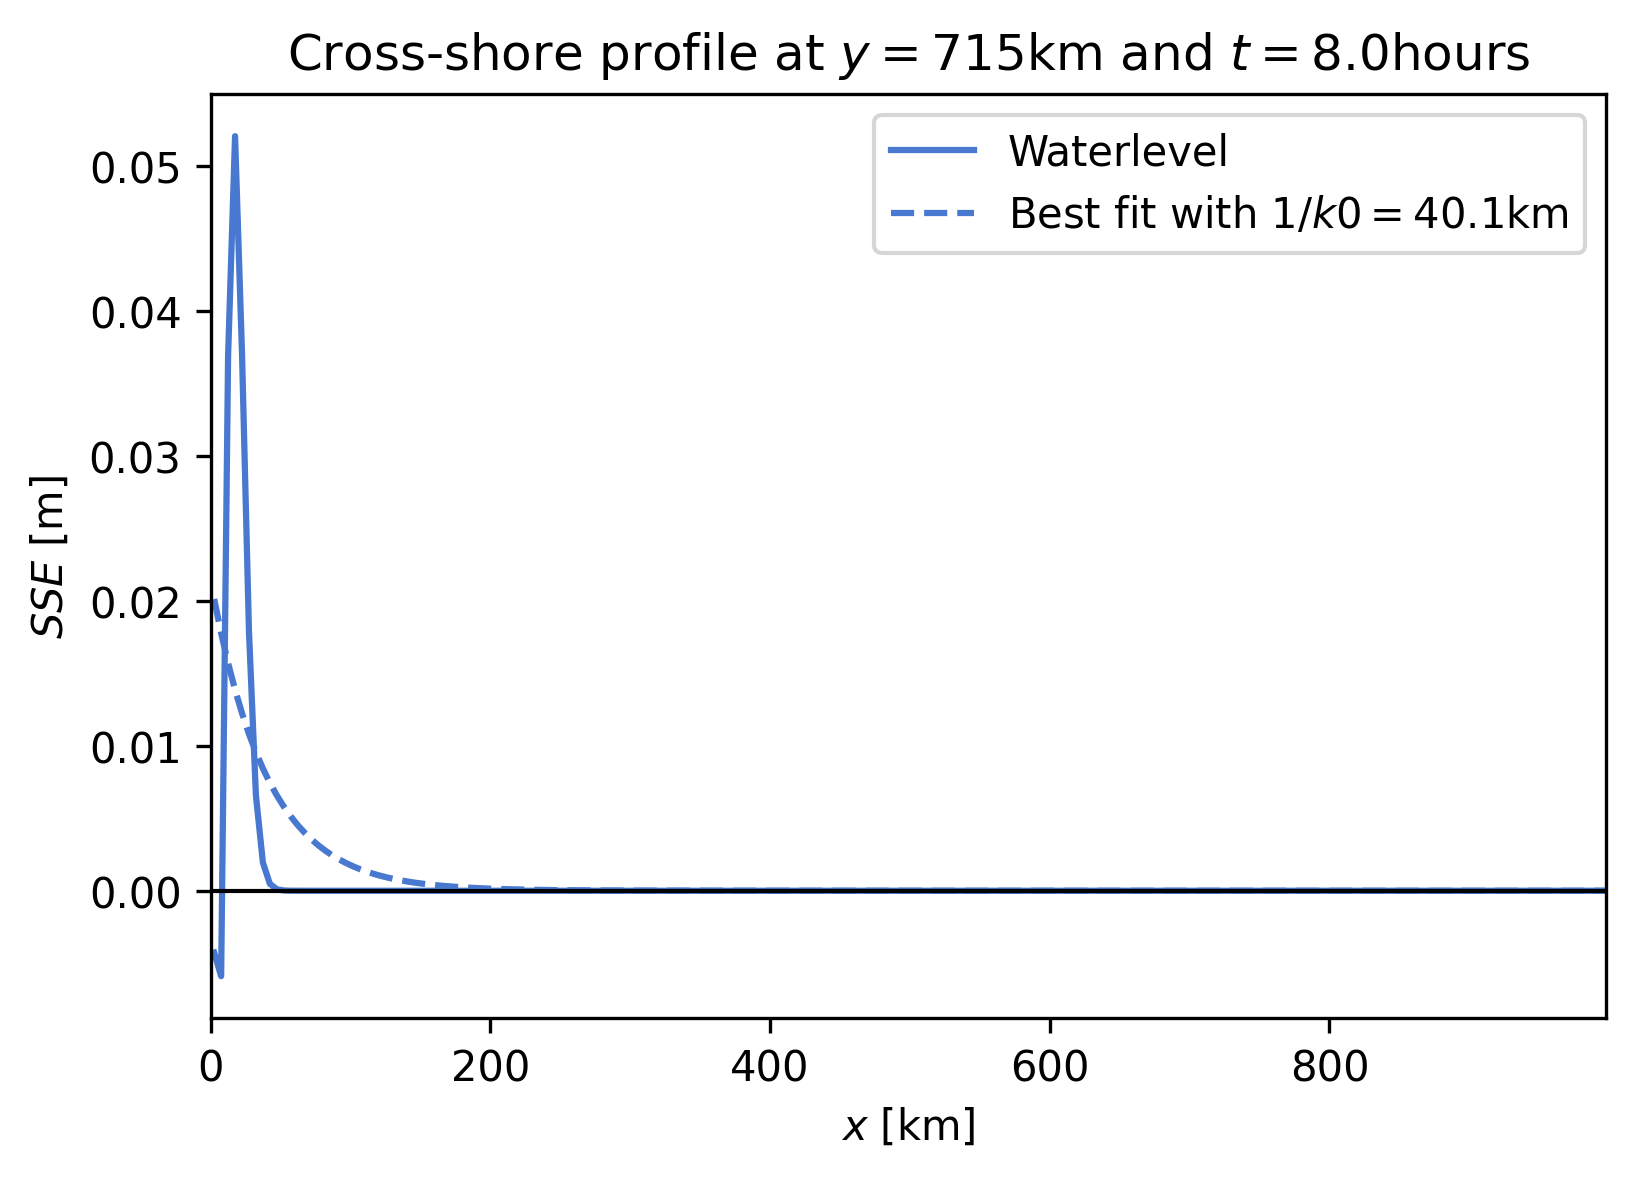 Cross-shore profile at y = 715km and t = 8.0hours
Waterlevel
Best fit with 1/k0 = 40.1km
0.05
0.04
0.03
0.02
0.01
0.00
SSE [m]
0 200 400 600 800
x [km]